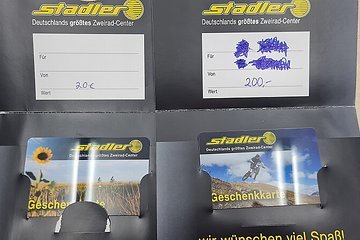 Stadler
Deutschlands größtes Zweirad-Center
Für
Von
Wert 20€
Stadler
Deutschlands größtes Zweirad-Center
Für
Von
Wert 200,-
Stadler
Deutschlands größtes Zweirad-Center
Geschenkkarte
Stadler
Deutschlands größtes Zweirad-Center
Geschenkkarte
wir wünschen viel Spaß!